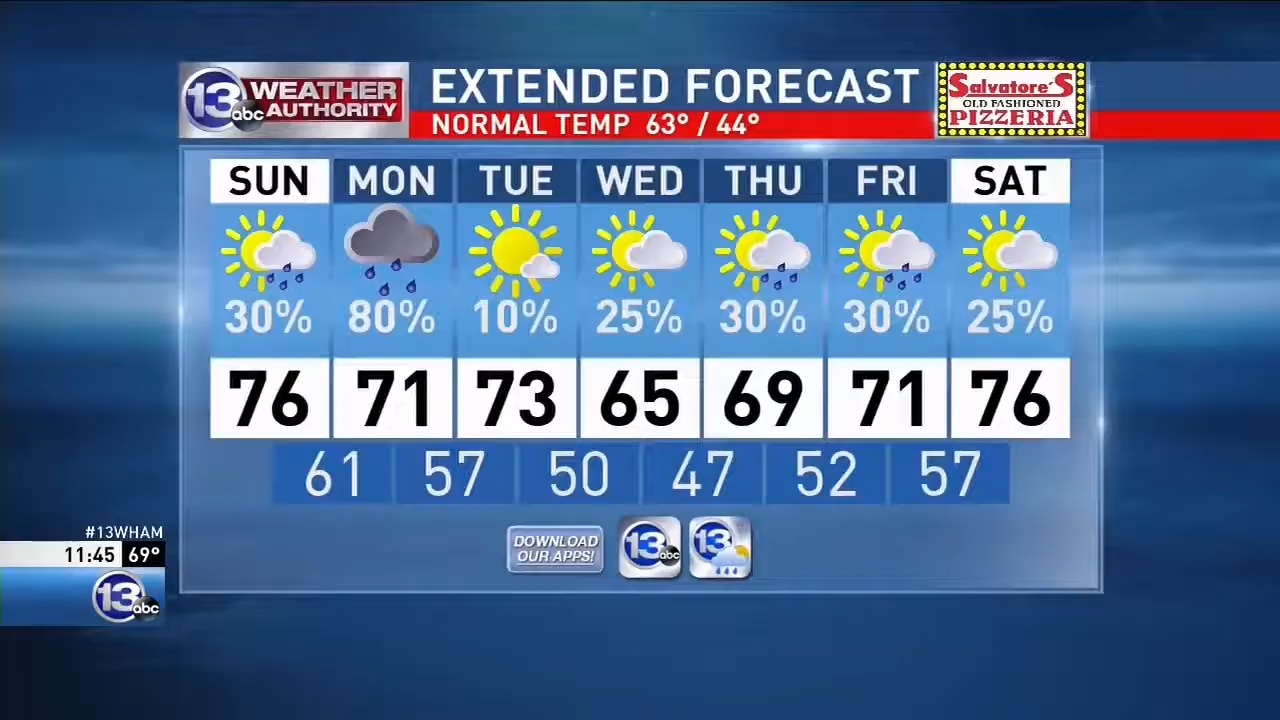 13 abc WEATHER AUTHORITY
EXTENDED FORECAST
NORMAL TEMP 63° / 44°
Salvatore'S
OLD FASHIONED
PIZZERIA
SUN MON TUE WED THU FRI SAT
30% 80% 10% 25% 30% 30% 25%
76 71 73 65 69 71 76
61 57 50 47 52 57
DOWNLOAD
OUR APPS!
13 abc
13
#13WHAM
11:45 69°
13 abc